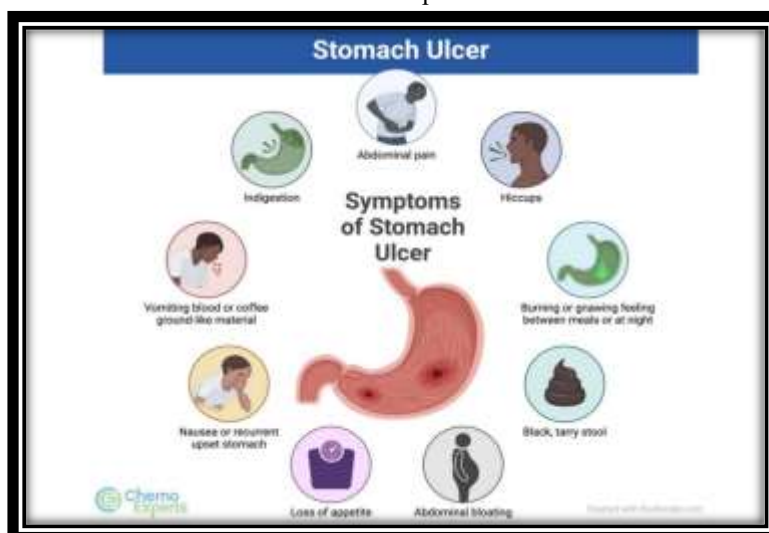 Stomach Ulcer
Abdominal pain
Indigestion
Hiccups
Symptoms
of Stomach
Ulcer
Vomiting blood or coffee
ground-like material
Burning or gnawing feeling
between meals or at night
Nausea or recurrent
upset stomach
Black, tarry stool
Loss of appetite
Abdominal bloating
Chemo
Experts